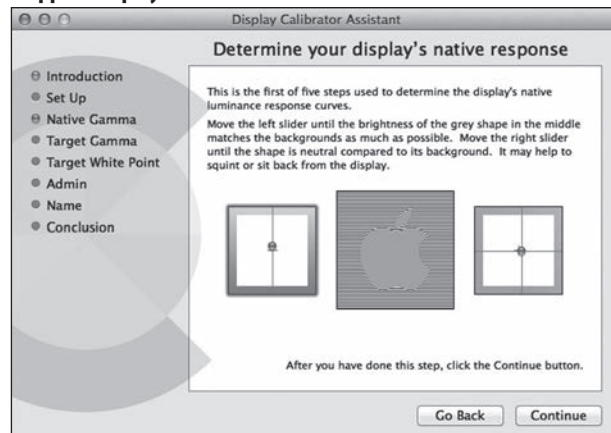 Display Calibrator Assistant
Determine your display's native response
Introduction
Set Up
Native Gamma
Target Gamma
Target White Point
Admin
Name
Conclusion
This is the first of five steps used to determine the display's native
luminance response curves.
Move the left slider until the brightness of the grey shape in the middle
matches the backgrounds as much as possible. Move the right slider
until the shape is neutral compared to its background. It may help to
squint or sit back from the display.
After you have done this step, click the Continue button.
Go Back
Continue